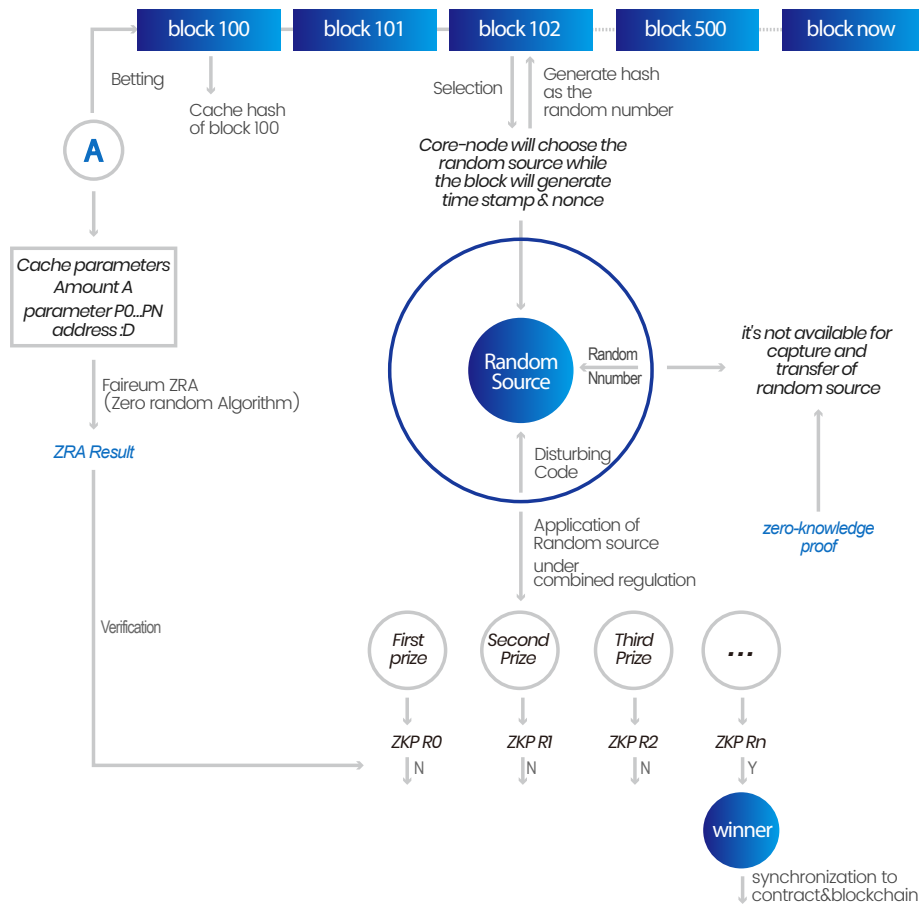 block 100
block 101
block 102
block 500
block now
Betting
Cache hash
of block 100
Selection
Generate hash
as the
random number
A
Core-node will choose the
random source while
the block will generate
time stamp & nonce
Cache parameters
Amount A
parameter P0...PN
address :D
Random
Source
Random
Nnumber
it's not available for
capture and
transfer of
random source
Faireum ZRA
(Zero random Algorithm)
ZRA Result
Disturbing
Code
zero-knowledge
proof
Application of
Random source
under
combined regulation
Verification
First
prize
Second
Prize
Third
Prize
...
ZKP R0
ZKP R1
ZKP R2
ZKP Rn
N
N
N
Y
winner
synchronization to
contract&blockchain